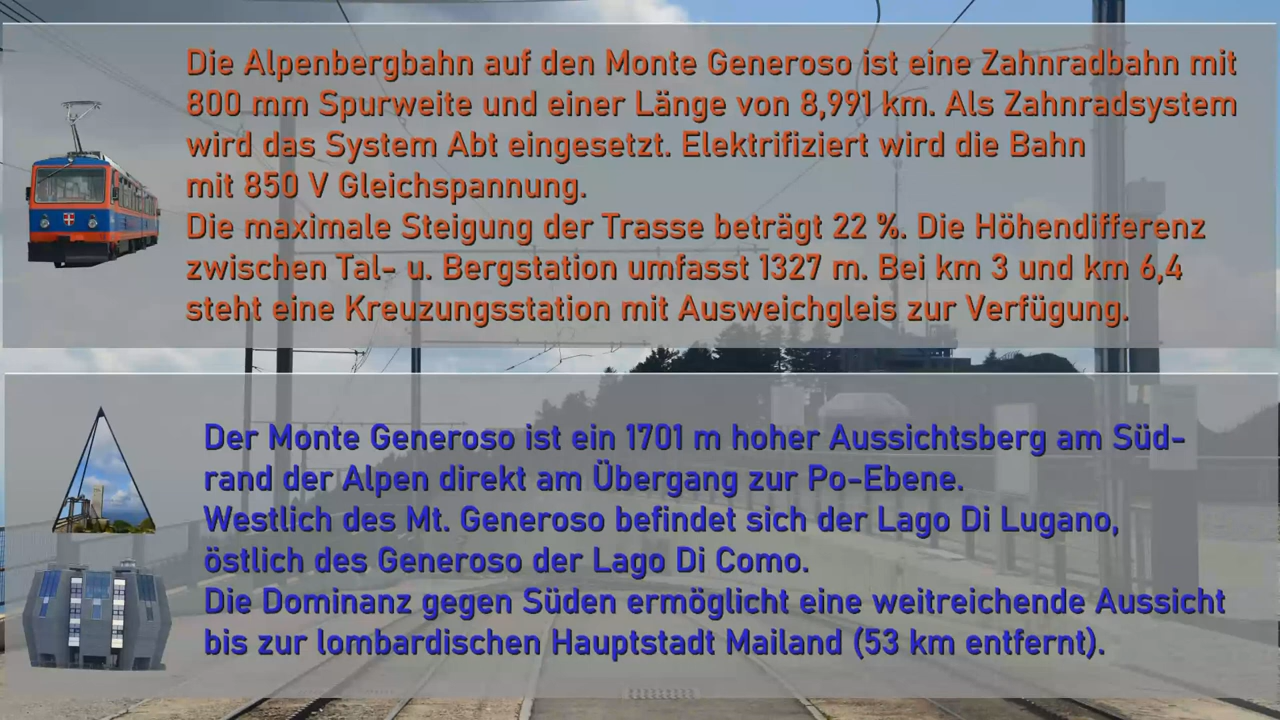 Die Alpenbergbahn auf den Monte Generoso ist eine Zahnradbahn mit
800 mm Spurweite und einer Länge von 8,991 km. Als Zahnradsystem
wird das System Abt eingesetzt. Elektrifiziert wird die Bahn
mit 850 V Gleichspannung.
Die maximale Steigung der Trasse beträgt 22 %. Die Höhendifferenz
zwischen Tal- u. Bergstation umfasst 1327 m. Bei km 3 und km 6,4
steht eine Kreuzungsstation mit Ausweichgleis zur Verfügung.
Der Monte Generoso ist ein 1701 m hoher Aussichtsberg am Süd-
rand der Alpen direkt am Übergang zur Po-Ebene.
Westlich des Mt. Generoso befindet sich der Lago Di Lugano,
östlich des Generoso der Lago Di Como.
Die Dominanz gegen Süden ermöglicht eine weitreichende Aussicht
bis zur lombardischen Hauptstadt Mailand (53 km entfernt).